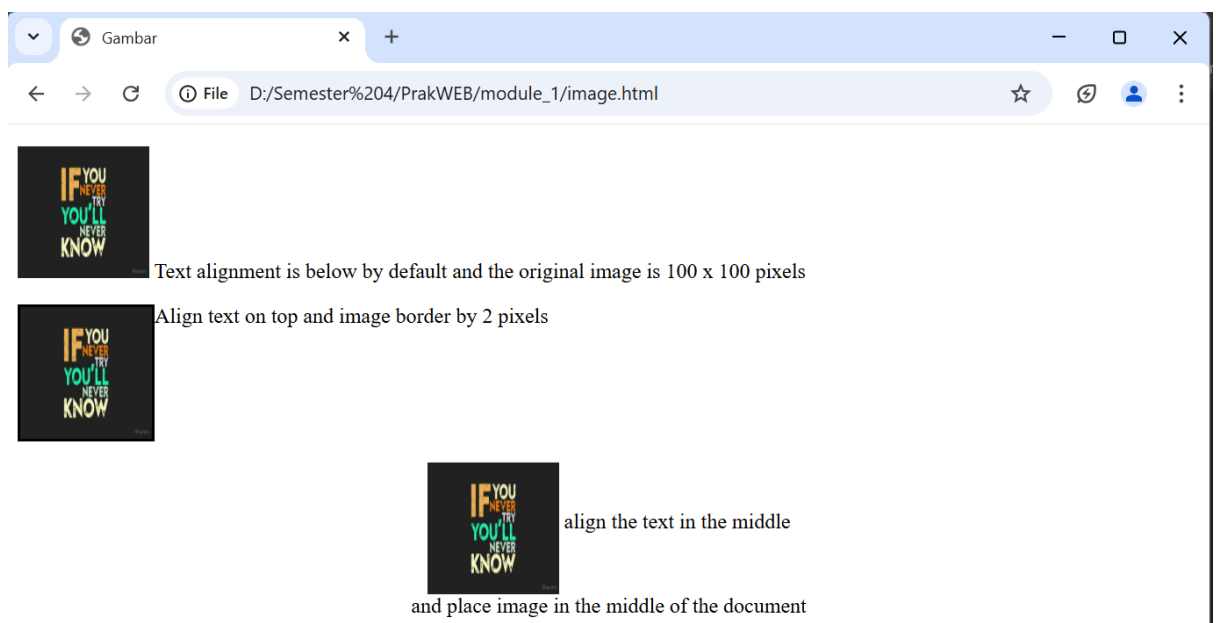 Gambar
File D:/Semester%204/PrakWEB/module_1/image.html
IF YOU
NEVER
TRY
YOU'LL
NEVER
KNOW
Text alignment is below by default and the original image is 100 x 100 pixels
IF YOU
NEVER
TRY
YOU'LL
NEVER
KNOW
Align text on top and image border by 2 pixels
IF YOU
NEVER
TRY
YOU'LL
NEVER
KNOW
align the text in the middle
and place image in the middle of the document